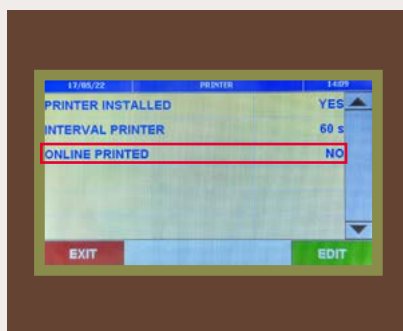 17/05/22 PRINTER 14:09
PRINTER INSTALLED YES
INTERVAL PRINTER 60 s
ONLINE PRINTED NO
EXIT EDIT